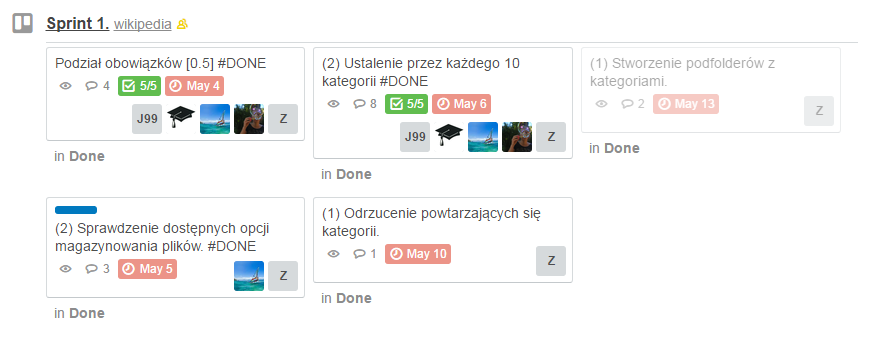 Sprint 1. wikipedia
Podział obowiązków [0.5] #DONE
4 5/5 May 4
J99 Z
in Done
(2) Ustalenie przez każdego 10
kategorii #DONE
8 5/5 May 6
J99 Z
in Done
(1) Stworzenie podfolderów z
kategoriami.
2 May 13
Z
in Done
(2) Sprawdzenie dostępnych opcji
magazynowania plików. #DONE
3 May 5
Z
in Done
(1) Odrzucenie powtarzających się
kategorii.
1 May 10
Z
in Done